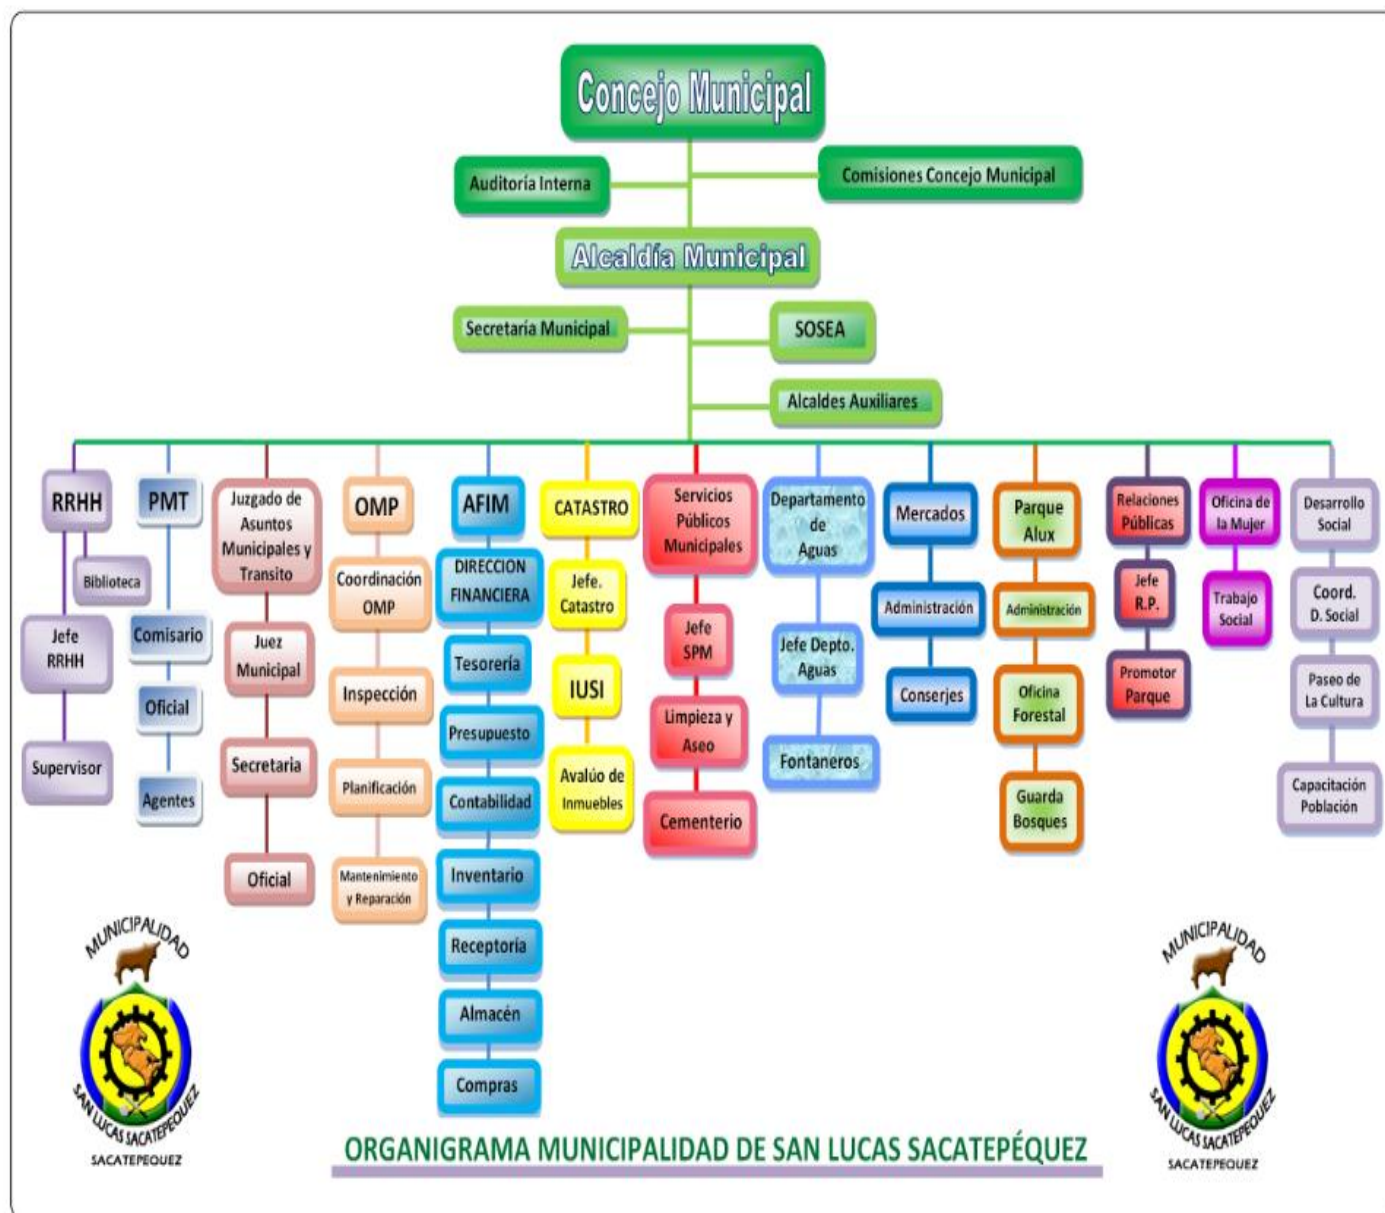 Concejo Municipal
Auditoría Interna
Comisiones Concejo Municipal
Alcaldía Municipal
Secretaría Municipal
SOSEA
Alcaldes Auxiliares
RRHH
Biblioteca
Jefe
RRHH
Supervisor
PMT
Comisario
Oficial
Agentes
Juzgado de
Asuntos
Municipales y
Transito
Juez
Municipal
Secretaria
Oficial
OMP
Coordinación
OMP
Inspección
Planificación
Mantenimiento
y Reparación
AFIM
DIRECCION
FINANCIERA
Tesorería
Presupuesto
Contabilidad
Inventario
Receptoría
Almacén
Compras
CATASTRO
Jefe.
Catastro
IUSI
Avalúo de
Inmuebles
Servicios
Públicos
Municipales
Jefe
SPM
Limpieza y
Aseo
Cementerio
Departamento
de
Aguas
Jefe Depto.
Aguas
Fontaneros
Mercados
Administración
Conserjes
Parque
Alux
Administración
Oficina
Forestal
Guarda
Bosques
Relaciones
Públicas
Jefe
R.P.
Promotor
Parque
Oficina de
la Mujer
Trabajo
Social
Desarrollo
Social
Coord.
D. Social
Paseo de
La Cultura
Capacitación
Población
MUNICIPALIDAD
SAN LUCAS SACATEPEQUEZ
SACATEPEQUEZ
MUNICIPALIDAD
SAN LUCAS SACATEPEQUEZ
SACATEPEQUEZ
ORGANIGRAMA MUNICIPALIDAD DE SAN LUCAS SACATEPÉQUEZ